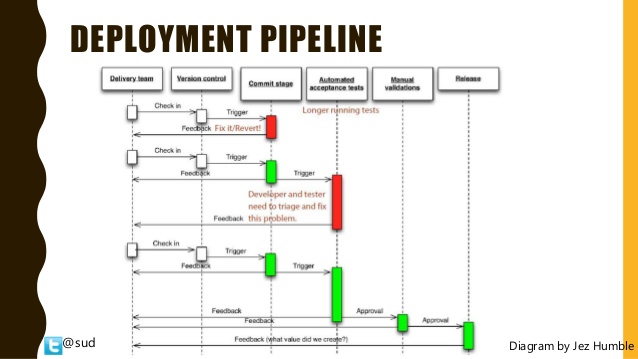 DEPLOYMENT PIPELINE
Delivery team
Version control
Commit stage
Automated
acceptance tests
Manual
validations
Release
Check in
Trigger
Longer running tests
Feedback
Fix it/Revert!
Check in
Trigger
Feedback
Trigger
Developer and tester
need to triage and fix
this problem.
Feedback
Check in
Trigger
Feedback
Trigger
Feedback
Approval
Feedback
Approval
Feedback (what value did we create?)
@sud
Diagram by Jez Humble